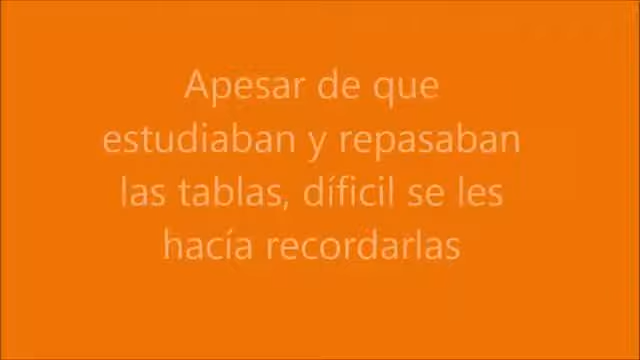 Apesar de que
estudiaban y repasaban
las tablas, díficil se les
hacía recordarlas